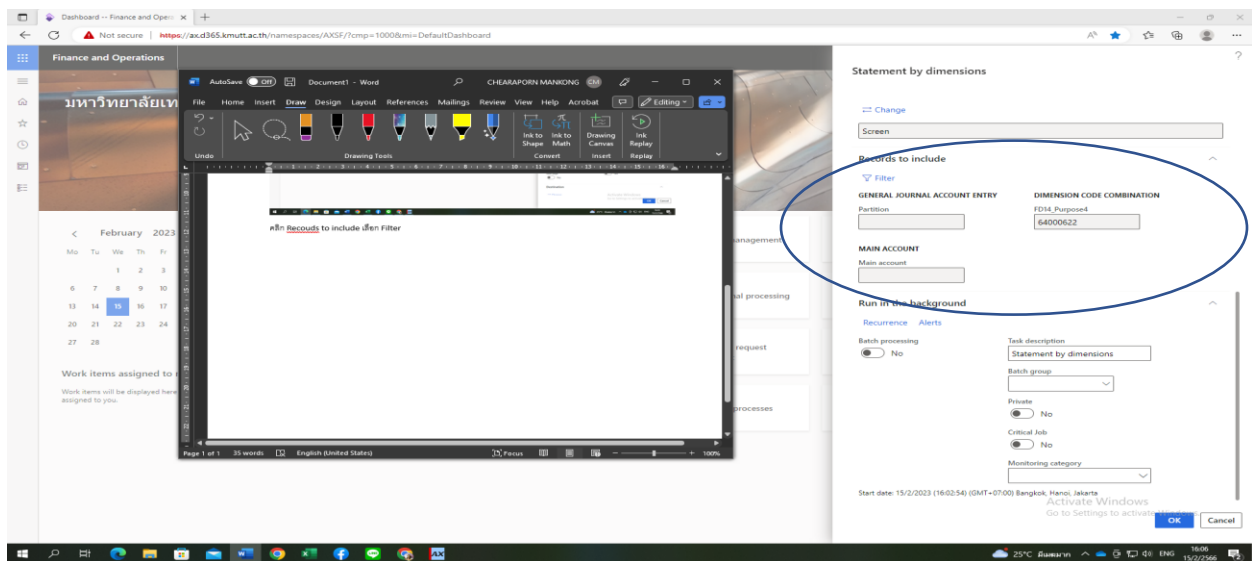 Dashboard -- Finance and Opera
Not secure | https://ax.d365.kmutt.ac.th/namespaces/AXSF/?cmp=1000&mi=DefaultDashboard
Finance and Operations
?
มหาวิทยาลัยเท
February 2023
Mo Tu We Th Fr
1 2 3
6 7 8 9 10
13 14 15 16 17
20 21 22 23 24
27 28
Work items assigned to
Work items will be displayed here
assigned to you.
AutoSave Off Document1 - Word CHEARAPORN MANKONG CM
File Home Insert Draw Design Layout References Mailings Review View Help Acrobat Editing
Undo
Drawing Tools
Ink to Shape
Ink to Math
Convert
Drawing Canvas
Insert
Ink Replay
Replay
คลิก Recouds to include เลือก Filter
Page 1 of 1 35 words English (United States) Focus 100%
anagement
al processing
request
processes
Statement by dimensions
Change
Screen
Records to include
Filter
GENERAL JOURNAL ACCOUNT ENTRY
Partition
DIMENSION CODE COMBINATION
FD14_Purpose4
64000622
MAIN ACCOUNT
Main account
Run in the background
Recurrence Alerts
Batch processing
No
Task description
Statement by dimensions
Batch group
Private
No
Critical Job
No
Monitoring category
Start date: 15/2/2023 (16:02:54) (GMT+07:00) Bangkok, Hanoi, Jakarta
Activate Windows
Go to Settings to activate Windows.
OK Cancel
AX
25°C มีเมฆมาก ENG 16:06
15/2/2566